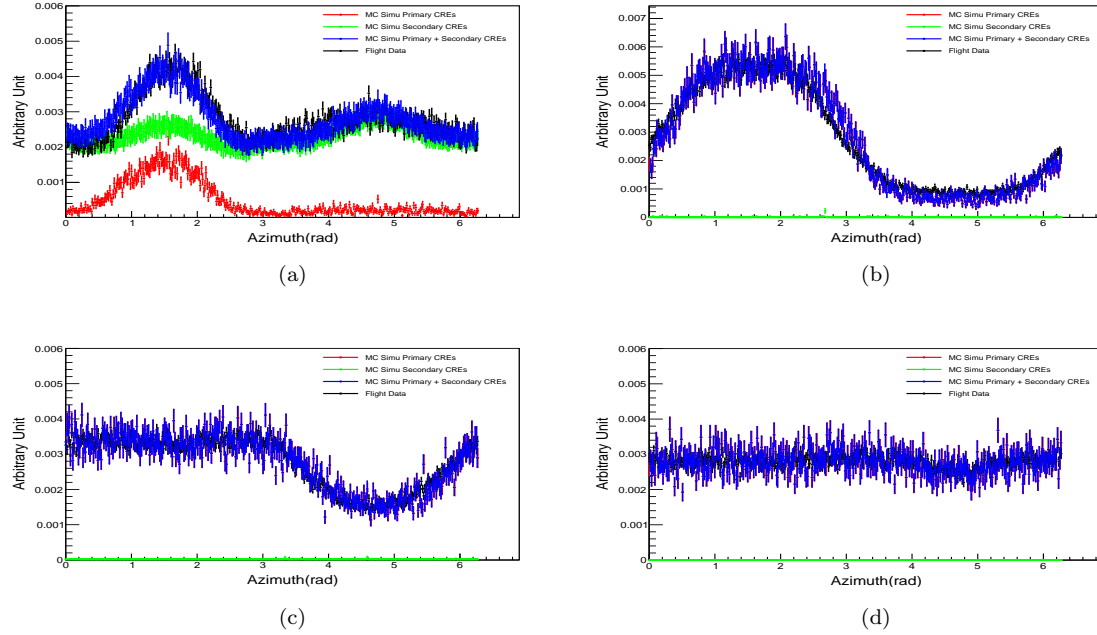 MC Simu Primary CREs
MC Simu Secondary CREs
MC Simu Primary + Secondary CREs
Flight Data
Arbitrary Unit
0.006
0.005
0.004
0.003
0.002
0.001
0
0 1 2 3 4 5 6
Azimuth(rad)
(a)
MC Simu Primary CREs
MC Simu Secondary CREs
MC Simu Primary + Secondary CREs
Flight Data
Arbitrary Unit
0.007
0.006
0.005
0.004
0.003
0.002
0.001
0
0 1 2 3 4 5 6
Azimuth(rad)
(b)
MC Simu Primary CREs
MC Simu Secondary CREs
MC Simu Primary + Secondary CREs
Flight Data
Arbitrary Unit
0.006
0.005
0.004
0.003
0.002
0.001
0
0 1 2 3 4 5 6
Azimuth(rad)
(c)
MC Simu Primary CREs
MC Simu Secondary CREs
MC Simu Primary + Secondary CREs
Flight Data
Arbitrary Unit
0.006
0.005
0.004
0.003
0.002
0.001
0
0 1 2 3 4 5 6
Azimuth(rad)
(d)